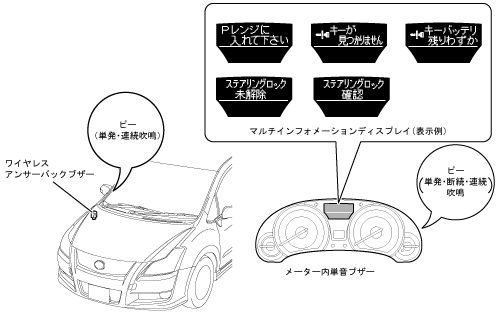 Pレンジに
入れて下さい
キーが
見つかりません
キーバッテリ
残りわずか
ステアリングロック
未解除
ステアリングロック
確認
マルチインフォメーションディスプレイ(表示例)
ピー
(単発・連続吹鳴)
ワイヤレス
アンサーバックブザー
ピー
(単発・断続・連続)
吹鳴
メーター内単音ブザー